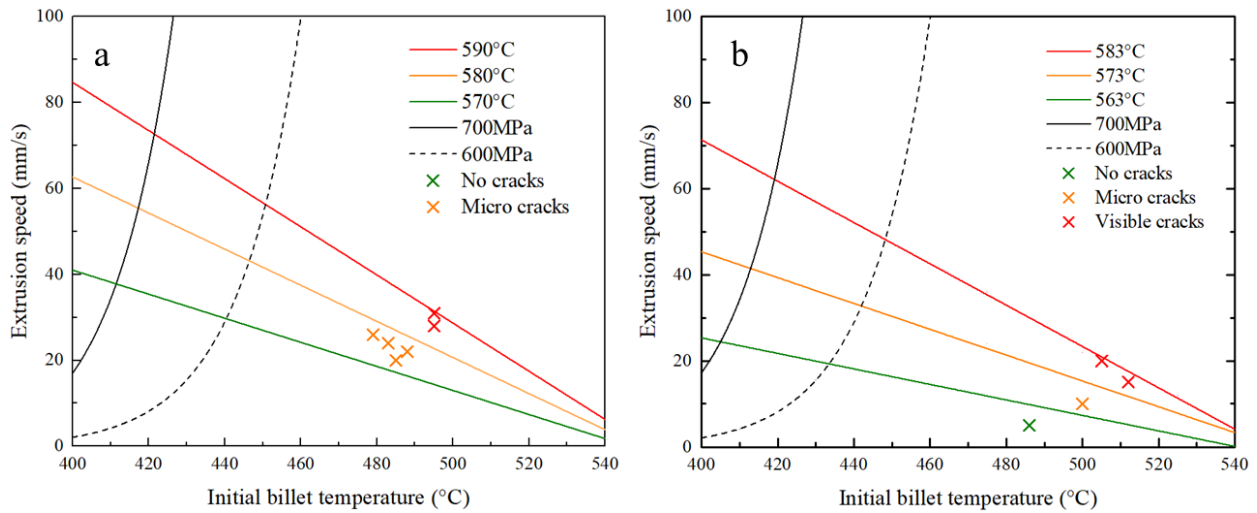 a
100
80
60
40
20
0
Extrusion speed (mm/s)
590°C
580°C
570°C
700MPa
600MPa
No cracks
Micro cracks
400 420 440 460 480 500 520 540
Initial billet temperature (°C)
b
100
80
60
40
20
0
Extrusion speed (mm/s)
583°C
573°C
563°C
700MPa
600MPa
No cracks
Micro cracks
Visible cracks
400 420 440 460 480 500 520 540
Initial billet temperature (°C)